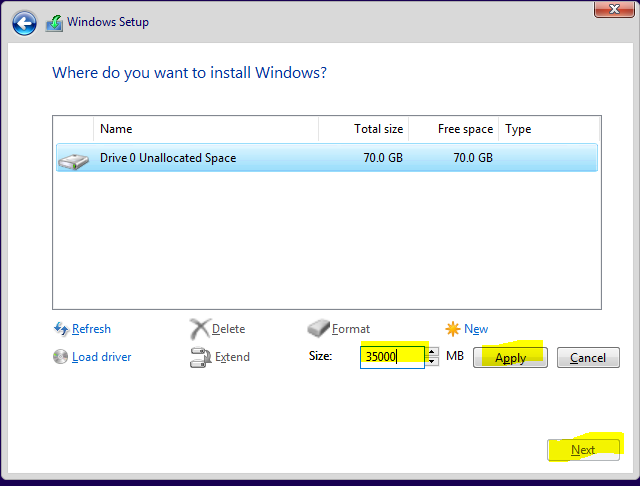 Windows Setup
Where do you want to install Windows?
Name Total size Free space Type
Drive 0 Unallocated Space 70.0 GB 70.0 GB
Refresh Delete Format New
Load driver Extend Size: 35000 MB Apply Cancel
Next